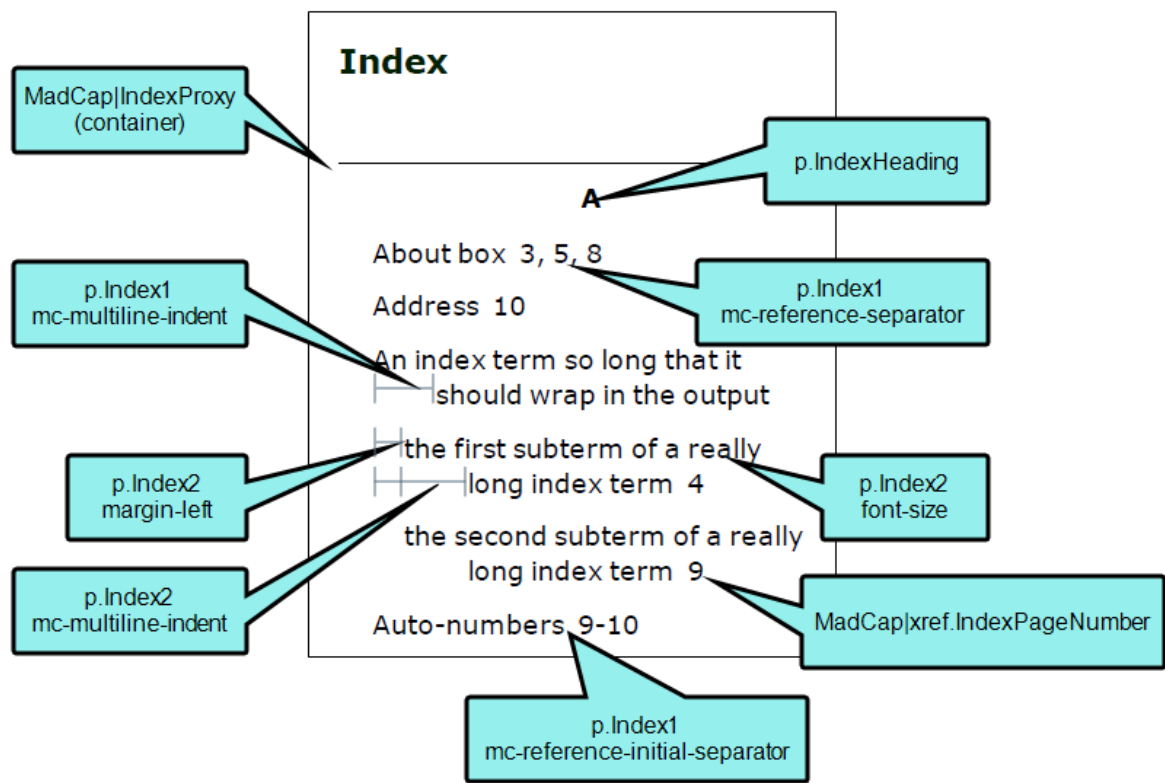 Index
MadCap|IndexProxy
(container)
p.IndexHeading
A
About box 3, 5, 8
p.Index1
mc-multiline-indent
p.Index1
mc-reference-separator
Address 10
An index term so long that it
should wrap in the output
the first subterm of a really
long index term 4
p.Index2
margin-left
p.Index2
font-size
the second subterm of a really
long index term 9
p.Index2
mc-multiline-indent
MadCap|xref.IndexPageNumber
Auto-numbers 9-10
p.Index1
mc-reference-initial-separator